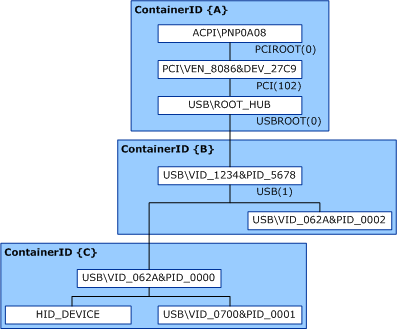 ContainerID {A}
ACPI\PNP0A08
PCIROOT(0)
PCI\VEN_8086&DEV_27C9
PCI(102)
USB\ROOT_HUB
USBROOT(0)
ContainerID {B}
USB\VID_1234&PID_5678
USB(1)
USB\VID_062A&PID_0002
ContainerID {C}
USB\VID_062A&PID_0000
HID_DEVICE
USB\VID_0700&PID_0001